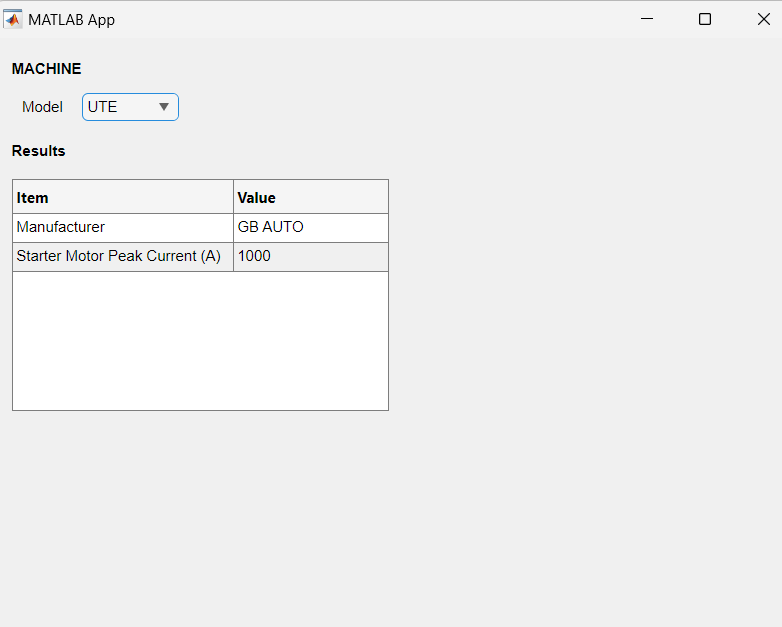 MATLAB App
MACHINE
Model UTE
Results
Item Value
Manufacturer GB AUTO
Starter Motor Peak Current (A) 1000